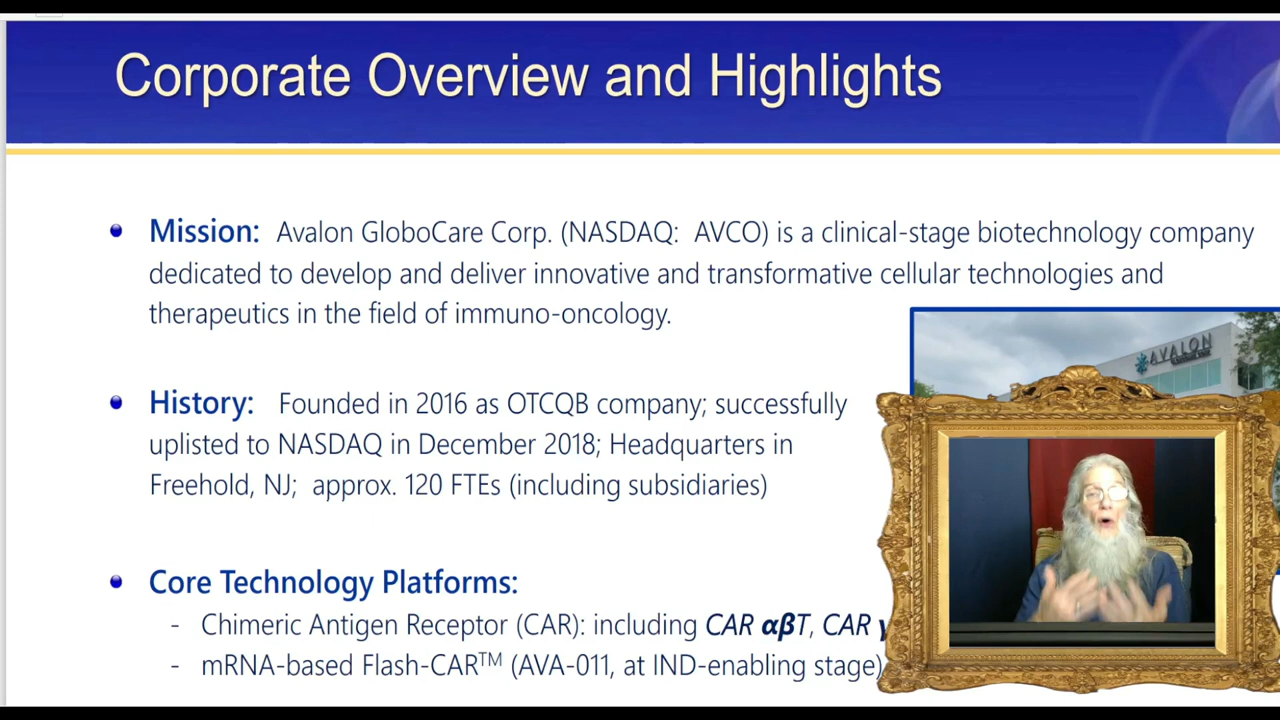 Corporate Overview and Highlights
Mission: Avalon GloboCare Corp. (NASDAQ: AVCO) is a clinical-stage biotechnology company
dedicated to develop and deliver innovative and transformative cellular technologies and
therapeutics in the field of immuno-oncology.
AVALON
History: Founded in 2016 as OTCQB company; successfully
uplisted to NASDAQ in December 2018; Headquarters in
Freehold, NJ; approx. 120 FTEs (including subsidiaries)
Core Technology Platforms:
- Chimeric Antigen Receptor (CAR): including CAR αβT, CAR
- mRNA-based Flash-CAR™ (AVA-011, at IND-enabling stage)